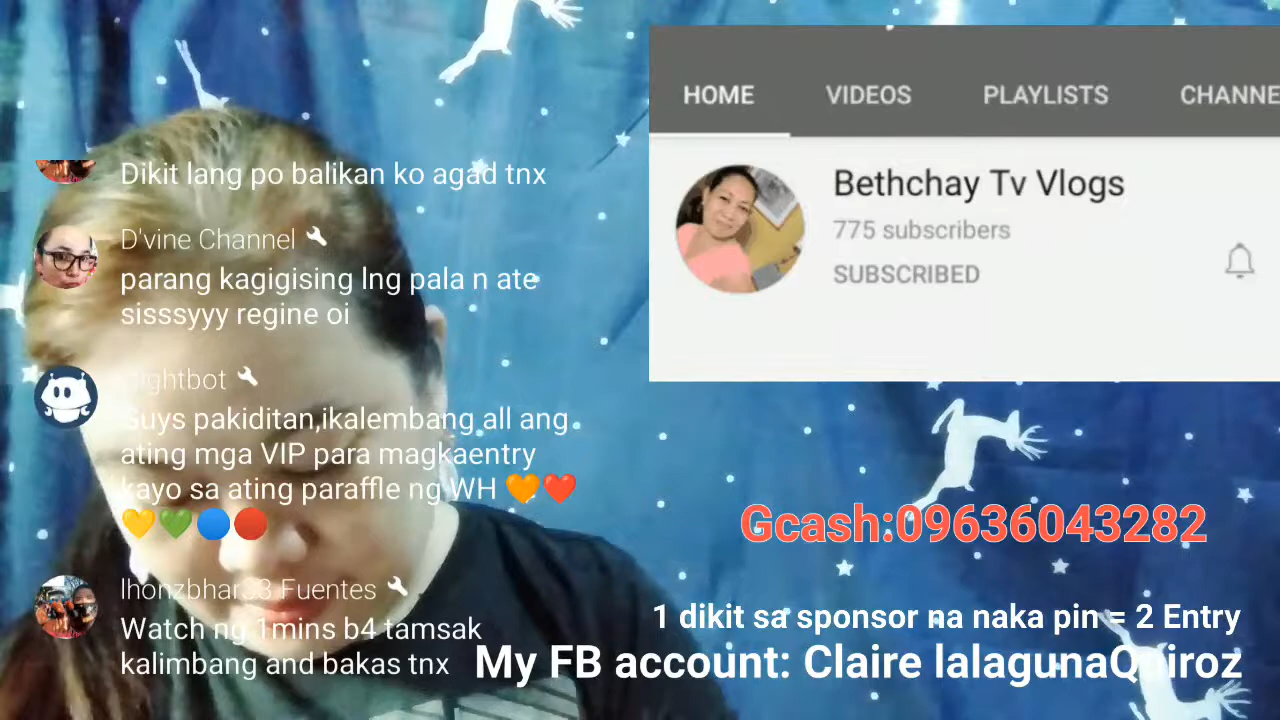 Dikit lang po balikan ko agad tnx
D'vine Channel
parang kagigising lng pala n ate
sisssyyy regine oi
Guys pakiditan,ikalembang all ang
ating mga VIP para magkaentry
kayo sa ating paraffle ng WH 🧡❤️
💛💚🔵🔴
Fuentes
Watch ng 1mins b4 tamsak
kalimbang and bakas tnx
HOME VIDEOS PLAYLISTS CHANNE
Bethchay Tv Vlogs
775 subscribers
SUBSCRIBED
Gcash:09636043282
1 dikit sa sponsor na naka pin = 2 Entry
My FB account: Claire lalagunaQuiroz